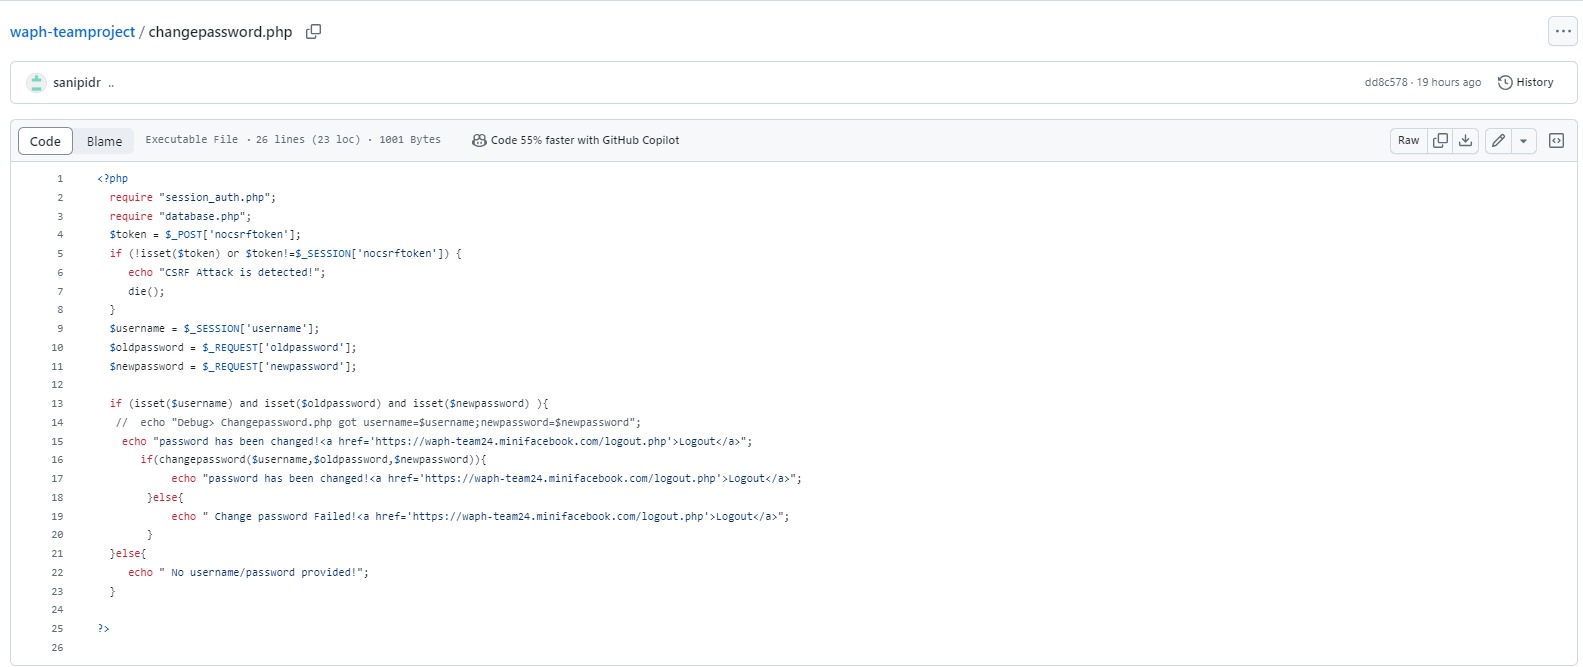 waph-teamproject / changepassword.php
sanipidr ..
dd8c578 · 19 hours ago History
Code Blame Executable File · 26 lines (23 loc) · 1001 Bytes Code 55% faster with GitHub Copilot Raw
1 <?php
2 require "session_auth.php";
3 require "database.php";
4 $token = $_POST['nocsrftoken'];
5 if (!isset($token) or $token!=$_SESSION['nocsrftoken']) {
6 echo "CSRF Attack is detected!";
7 die();
8 }
9 $username = $_SESSION['username'];
10 $oldpassword = $_REQUEST['oldpassword'];
11 $newpassword = $_REQUEST['newpassword'];
12
13 if (isset($username) and isset($oldpassword) and isset($newpassword) ){
14 // echo "Debug> Changepassword.php got username=$username;newpassword=$newpassword";
15 echo "password has been changed!<a href='https://waph-team24.minifacebook.com/logout.php'>Logout</a>";
16 if(changepassword($username,$oldpassword,$newpassword)){
17 echo "password has been changed!<a href='https://waph-team24.minifacebook.com/logout.php'>Logout</a>";
18 }else{
19 echo " Change password Failed!<a href='https://waph-team24.minifacebook.com/logout.php'>Logout</a>";
20 }
21 }else{
22 echo " No username/password provided!";
23 }
24
25 ?>
26